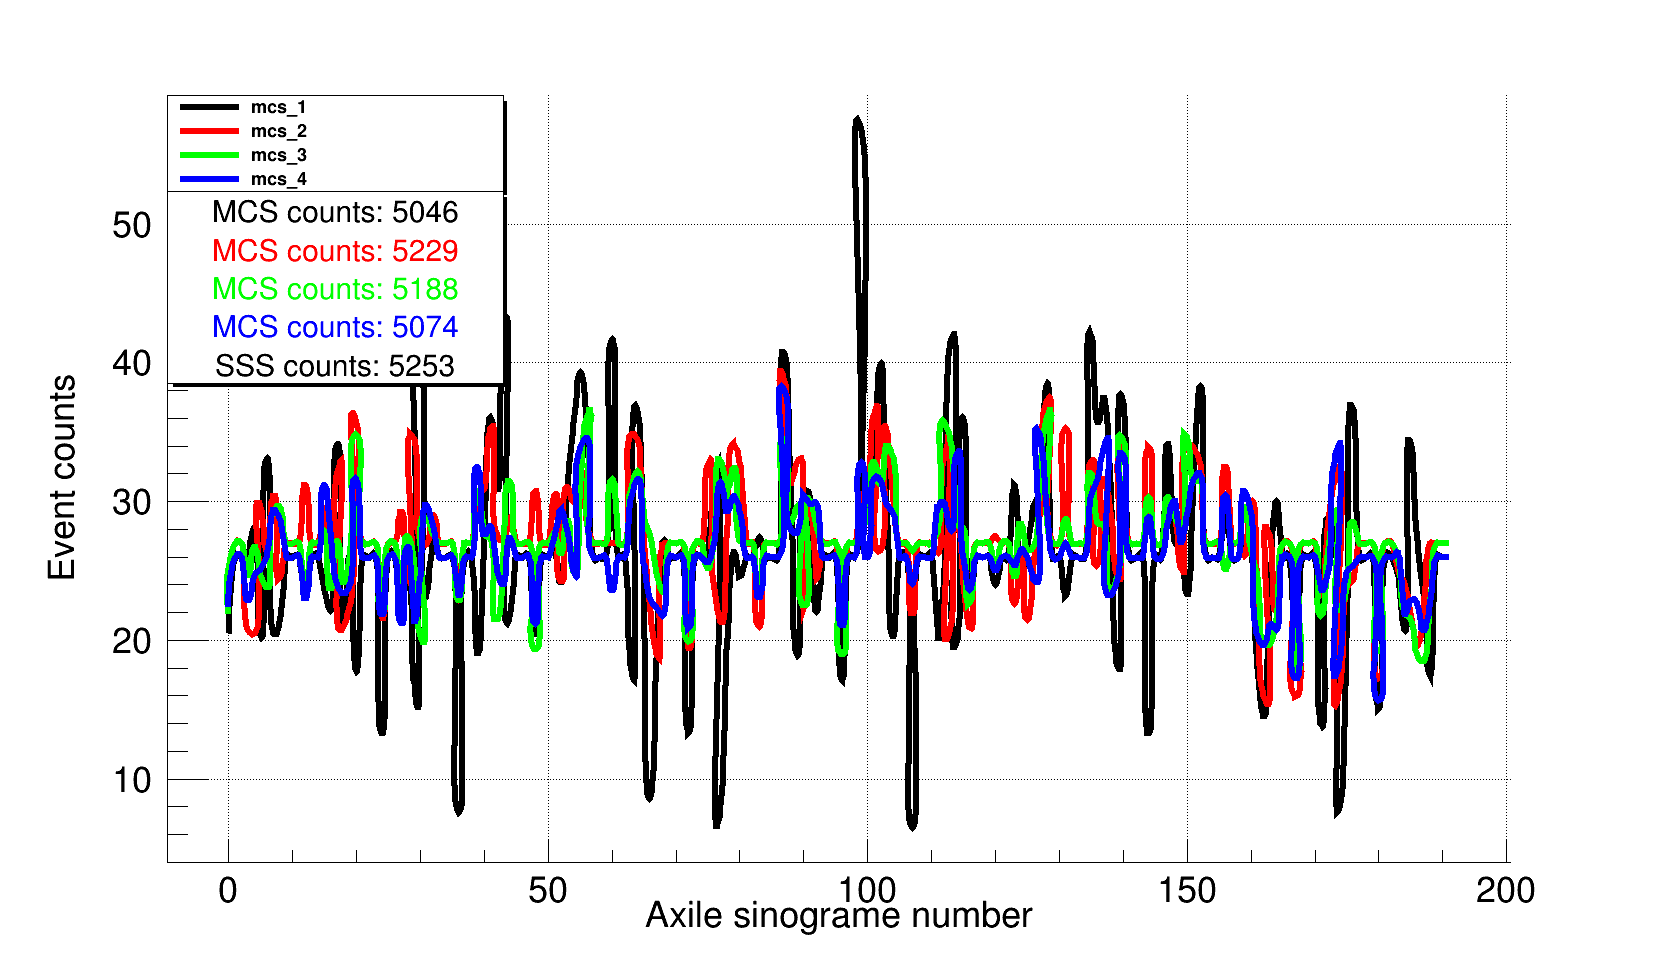 mcs_1
mcs_2
mcs_3
mcs_4
MCS counts: 5046
MCS counts: 5229
MCS counts: 5188
MCS counts: 5074
SSS counts: 5253
Event counts
50
40
30
20
10
0 50 100 150 200
Axile sinograme number